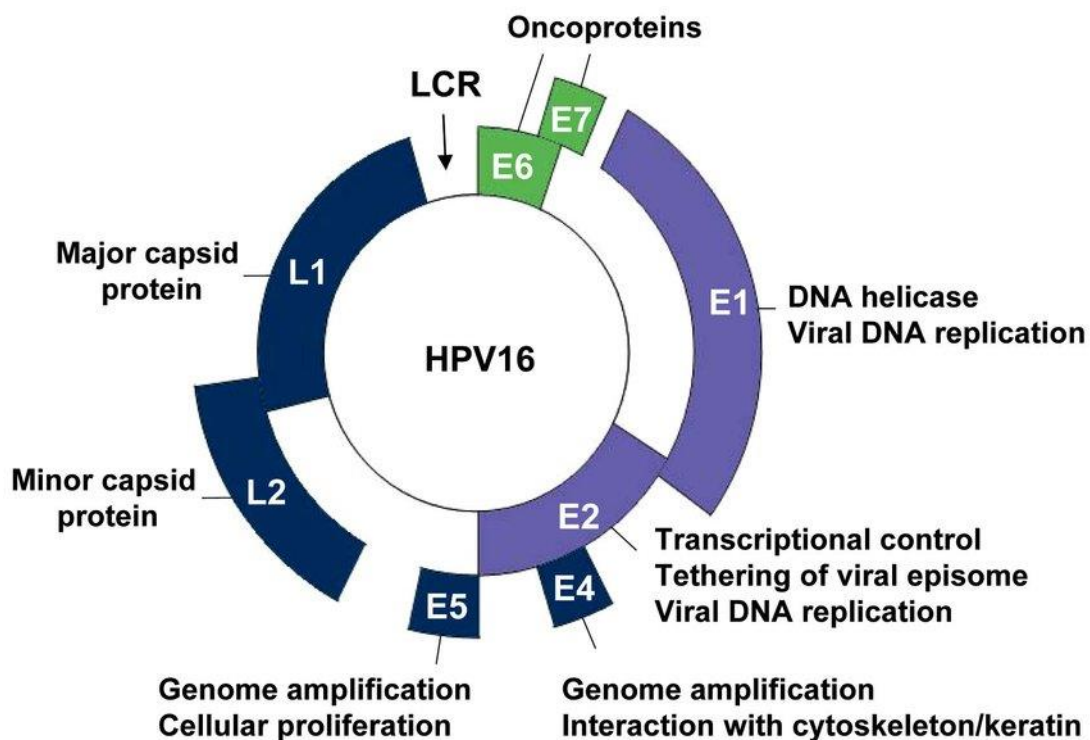 Oncoproteins
LCR
E7
E6
Major capsid
protein
L1
E1
DNA helicase
Viral DNA replication
HPV16
Minor capsid
protein
L2
E2
Transcriptional control
Tethering of viral episome
Viral DNA replication
E4
E5
Genome amplification
Cellular proliferation
Genome amplification
Interaction with cytoskeleton/keratin